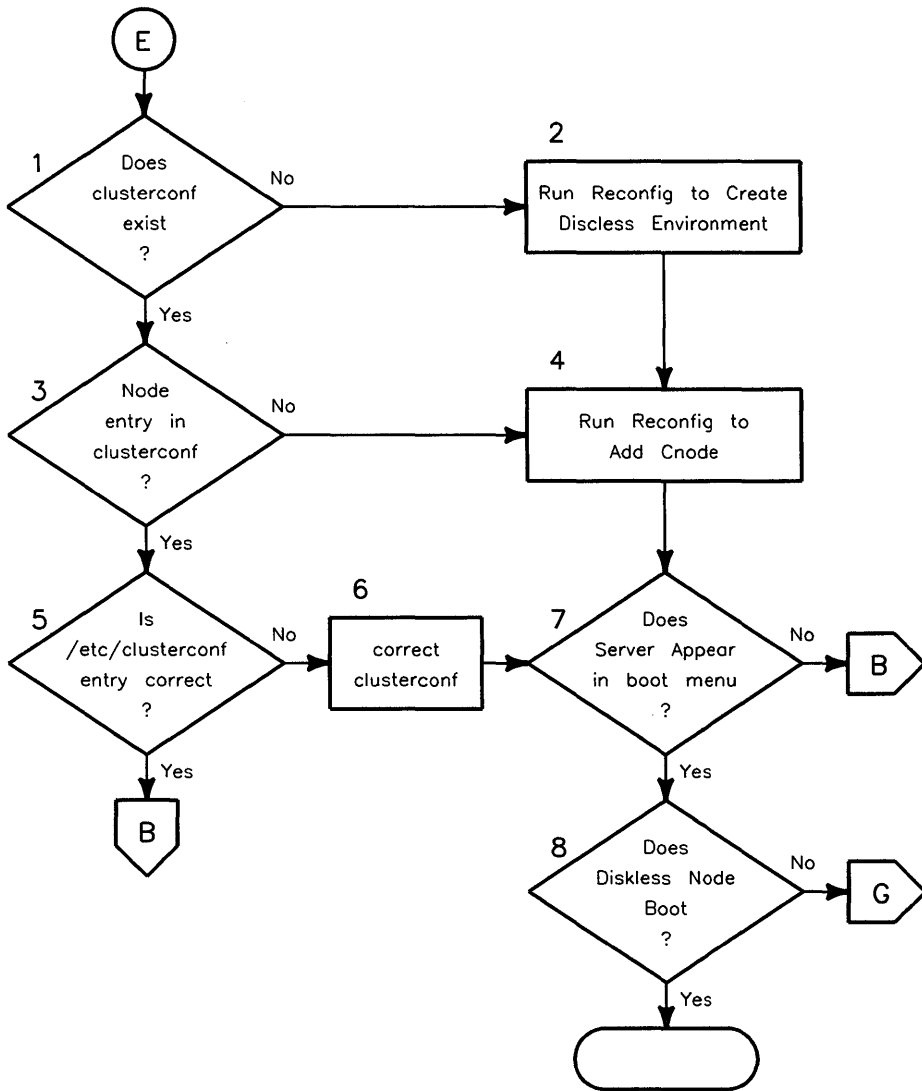 E
1
Does
clusterconf
exist
?
No
2
Run Reconfig to Create
Discless Environment
Yes
3
Node
entry in
clusterconf
?
No
4
Run Reconfig to
Add Cnode
Yes
5
Is
/etc/clusterconf
entry correct
?
No
6
correct
clusterconf
7
Does
Server Appear
in boot menu
?
No
B
Yes
B
Yes
8
Does
Diskless Node
Boot
?
No
G
Yes